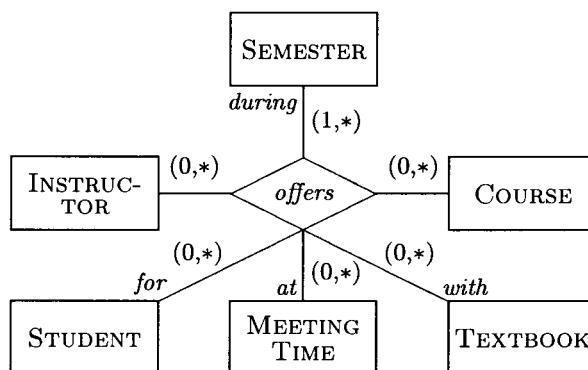 SEMESTER
during
(1,*)
(0,*)
(0,*)
INSTRUC-
TOR
offers
COURSE
(0,*)
(0,*)
(0,*)
for
at
with
STUDENT
MEETING
TIME
TEXTBOOK